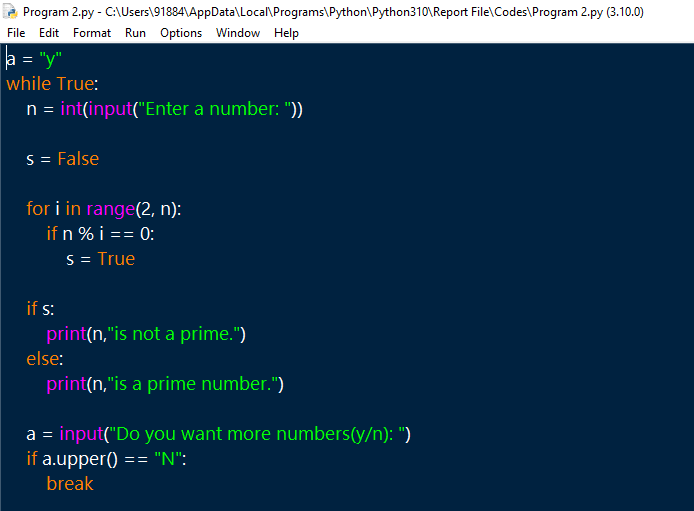 Program 2.py - C:\Users\91884\AppData\Local\Programs\Python\Python310\Report File\Codes\Program 2.py (3.10.0)
File Edit Format Run Options Window Help
a = "y"
while True:
    n = int(input("Enter a number: "))
    s = False
    for i in range(2, n):
        if n % i == 0:
            s = True
    if s:
        print(n,"is not a prime.")
    else:
        print(n,"is a prime number.")
    a = input("Do you want more numbers(y/n): ")
    if a.upper() == "N":
        break